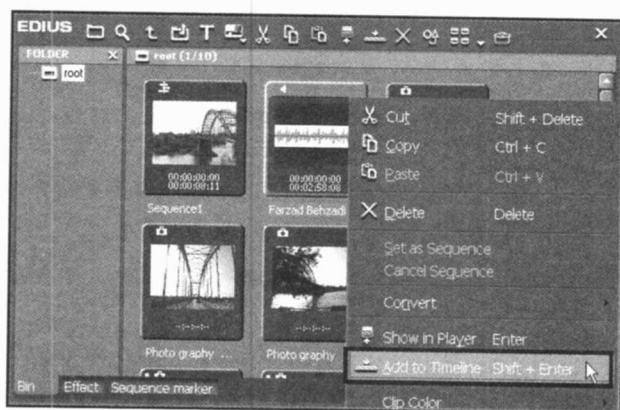 EDIUS
FOLDER
root
root (1/10)
00:00:00:00
00:00:08:11
Sequence1
00:00:00:00
00:02:58:08
Farzad Behzadi
Photo graphy ...
Photo graphy
Cut Shift + Delete
Copy Ctrl + C
Paste Ctrl + V
Delete Delete
Set as Sequence
Cancel Sequence
Convert
Show in Player Enter
Add to Timeline Shift + Enter
Clip Color
Bin Effect Sequence marker